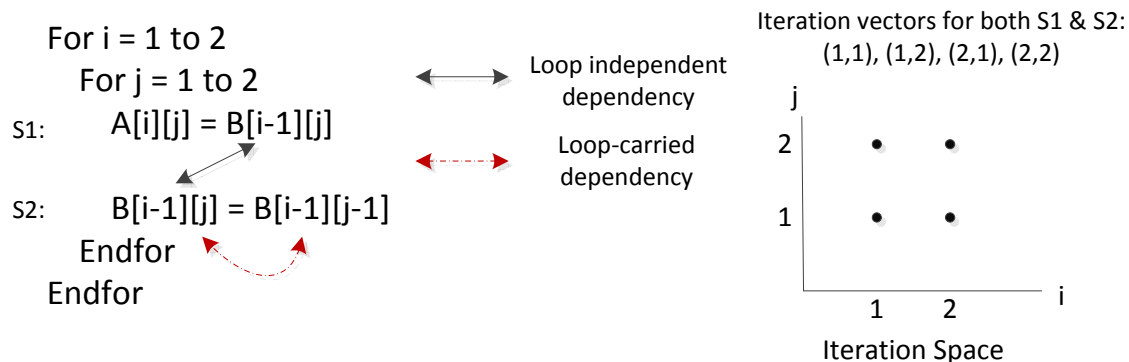 For i = 1 to 2
For j = 1 to 2
S1: A[i][j] = B[i-1][j]
S2: B[i-1][j] = B[i-1][j-1]
Endfor
Endfor
Loop independent
dependency
Loop-carried
dependency
Iteration vectors for both S1 & S2:
(1,1), (1,2), (2,1), (2,2)
j
2
1
i
1 2
Iteration Space